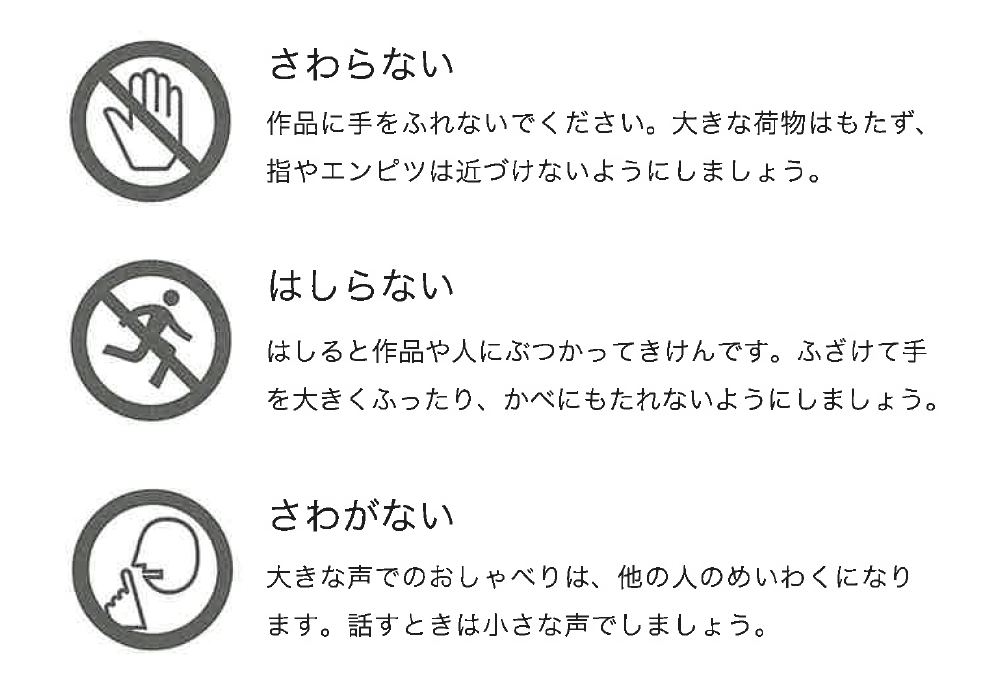 さわらない
作品に手をふれないでください。大きな荷物はもたず、
指やエンピツは近づけないようにしましょう。
はしらない
はしると作品や人にぶつかってきけんです。ふざけて手
を大きくふったり、かべにもたれないようにしましょう。
さわがない
大きな声でのおしゃべりは、他の人のめいわくになり
ます。話すときは小さな声でしましょう。